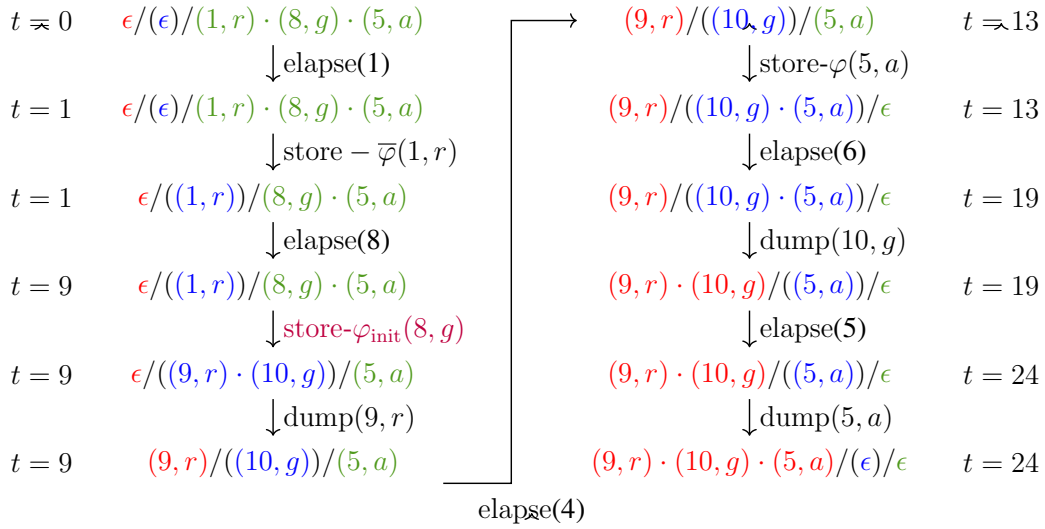 t = 0 ϵ/(ϵ)/(1, r) · (8, g) · (5, a)
elapse(1)
t = 1 ϵ/(ϵ)/(1, r) · (8, g) · (5, a)
store − φ̅(1, r)
t = 1 ϵ/((1, r))/(8, g) · (5, a)
elapse(8)
t = 9 ϵ/((1, r))/(8, g) · (5, a)
store-φ_init(8, g)
t = 9 ϵ/((9, r) · (10, g))/(5, a)
dump(9, r)
t = 9 (9, r)/((10, g))/(5, a)
elapse(4)
(9, r)/((10, g))/(5, a) t = 13
store-φ(5, a)
(9, r)/((10, g) · (5, a))/ϵ t = 13
elapse(6)
(9, r)/((10, g) · (5, a))/ϵ t = 19
dump(10, g)
(9, r) · (10, g)/((5, a))/ϵ t = 19
elapse(5)
(9, r) · (10, g)/((5, a))/ϵ t = 24
dump(5, a)
(9, r) · (10, g) · (5, a)/(ϵ)/ϵ t = 24